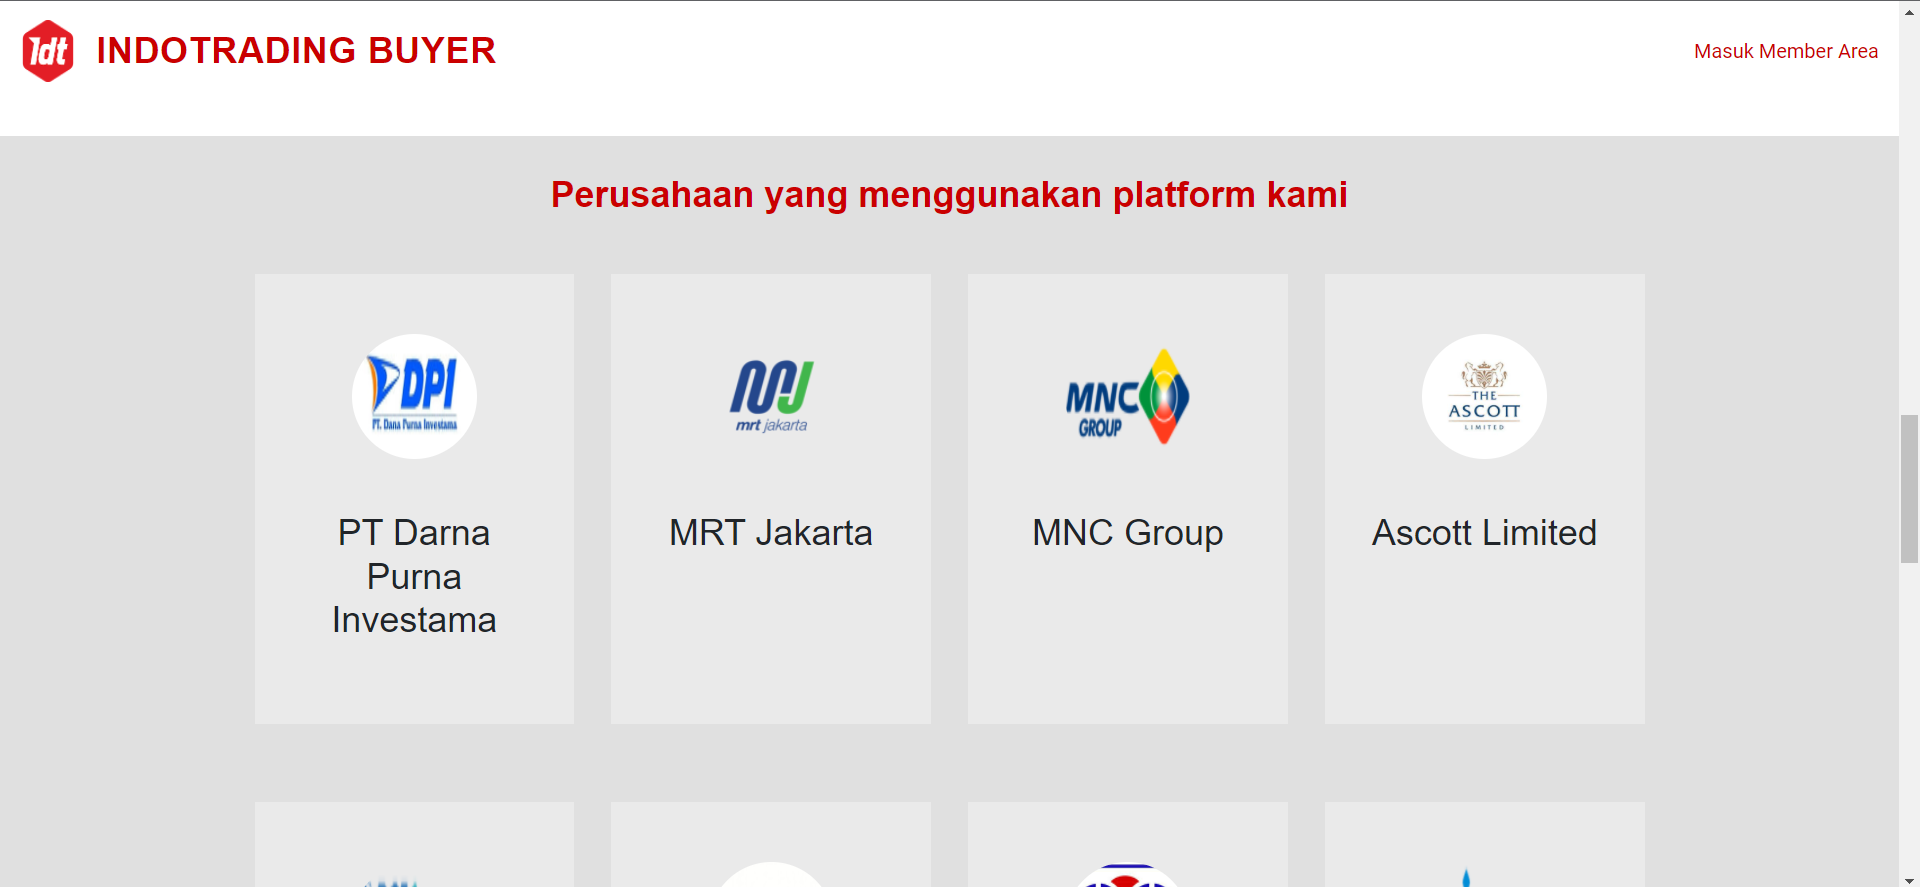 1dt INDOTRADING BUYER
Masuk Member Area
Perusahaan yang menggunakan platform kami
DPI
PT. Dana Purna Investama
mrt jakarta
MNC
GROUP
THE
ASCOTT
LIMITED
PT Darna
Purna
Investama
MRT Jakarta
MNC Group
Ascott Limited